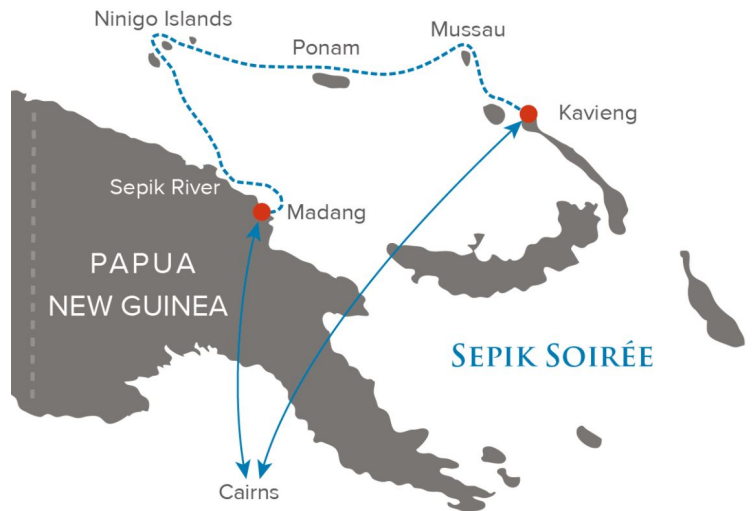 Ninigo Islands
Ponam
Mussau
Kavieng
Sepik River
Madang
PAPUA
NEW GUINEA
SEPIK SOIRÉE
Cairns